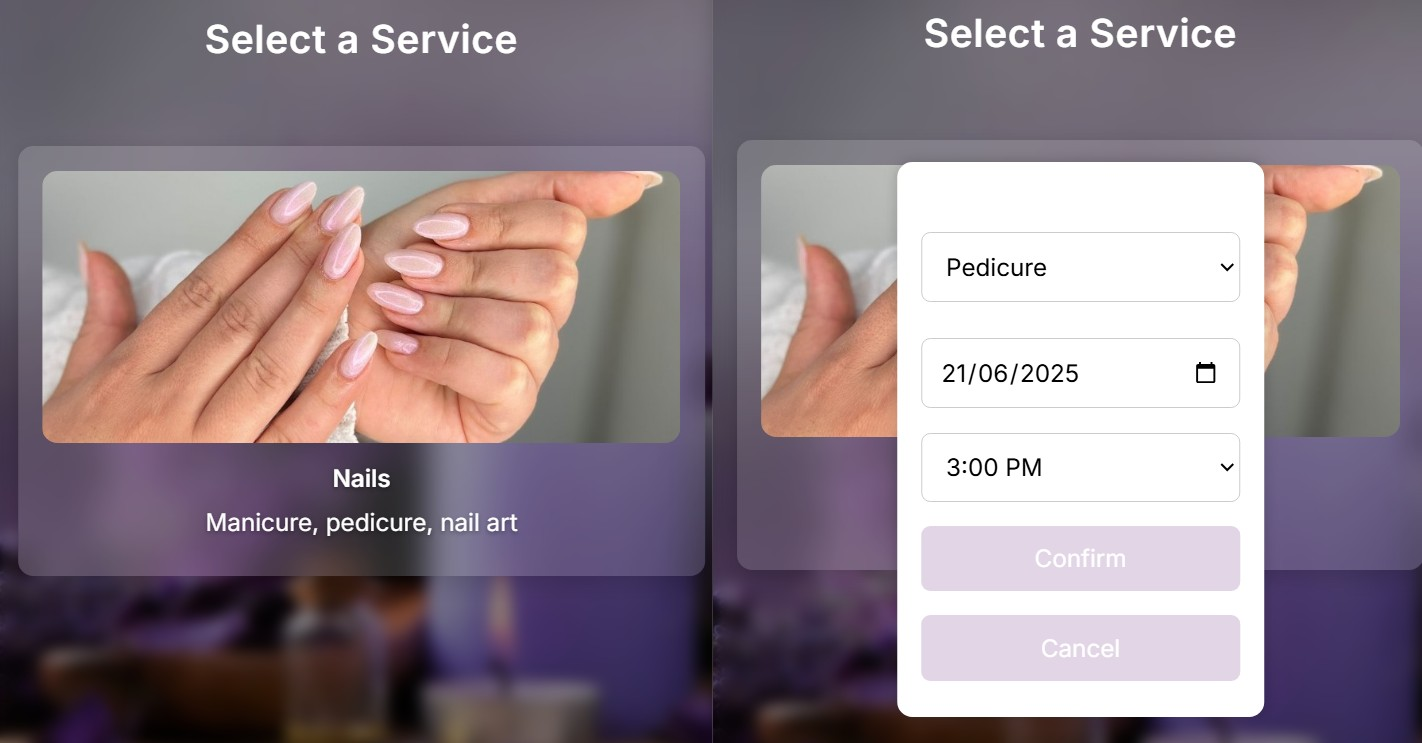 Select a Service
Nails
Manicure, pedicure, nail art
Select a Service
Pedicure
21/06/2025
3:00 PM
Confirm
Cancel